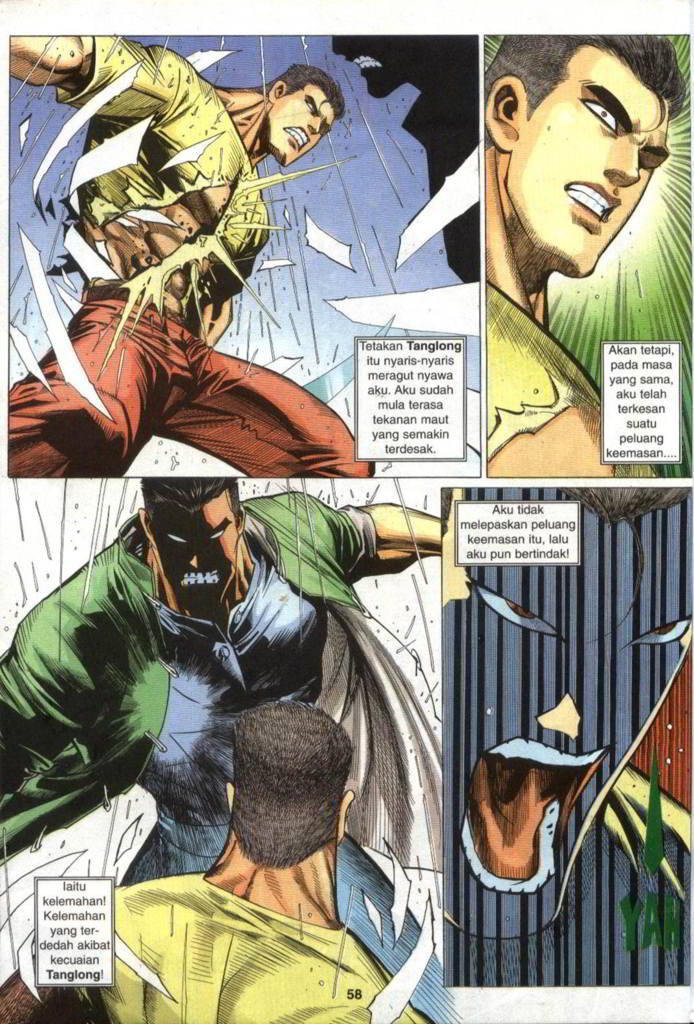 Tetakan Tanglong
itu nyaris-nyaris
meragut nyawa
aku. Aku sudah
mula terasa
tekanan maut
yang semakin
terdesak.
Akan tetapi,
pada masa
yang sama,
aku telah
terkesan
suatu
peluang
keemasan....
Aku tidak
melepaskan peluang
keemasan itu, lalu
aku pun bertindak!
Iaitu
kelemahan!
Kelemahan
yang ter-
dedah akibat
kecuaian
Tanglong!
YAH
58